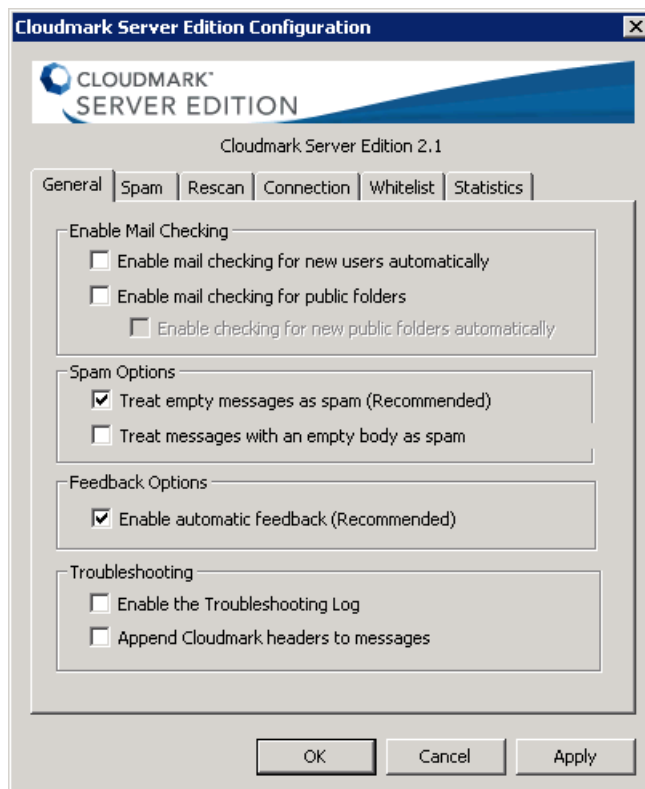 Cloudmark Server Edition Configuration
CLOUDMARK™
SERVER EDITION
Cloudmark Server Edition 2.1
General Spam Rescan Connection Whitelist Statistics
Enable Mail Checking
Enable mail checking for new users automatically
Enable mail checking for public folders
Enable checking for new public folders automatically
Spam Options
Treat empty messages as spam (Recommended)
Treat messages with an empty body as spam
Feedback Options
Enable automatic feedback (Recommended)
Troubleshooting
Enable the Troubleshooting Log
Append Cloudmark headers to messages
OK Cancel Apply